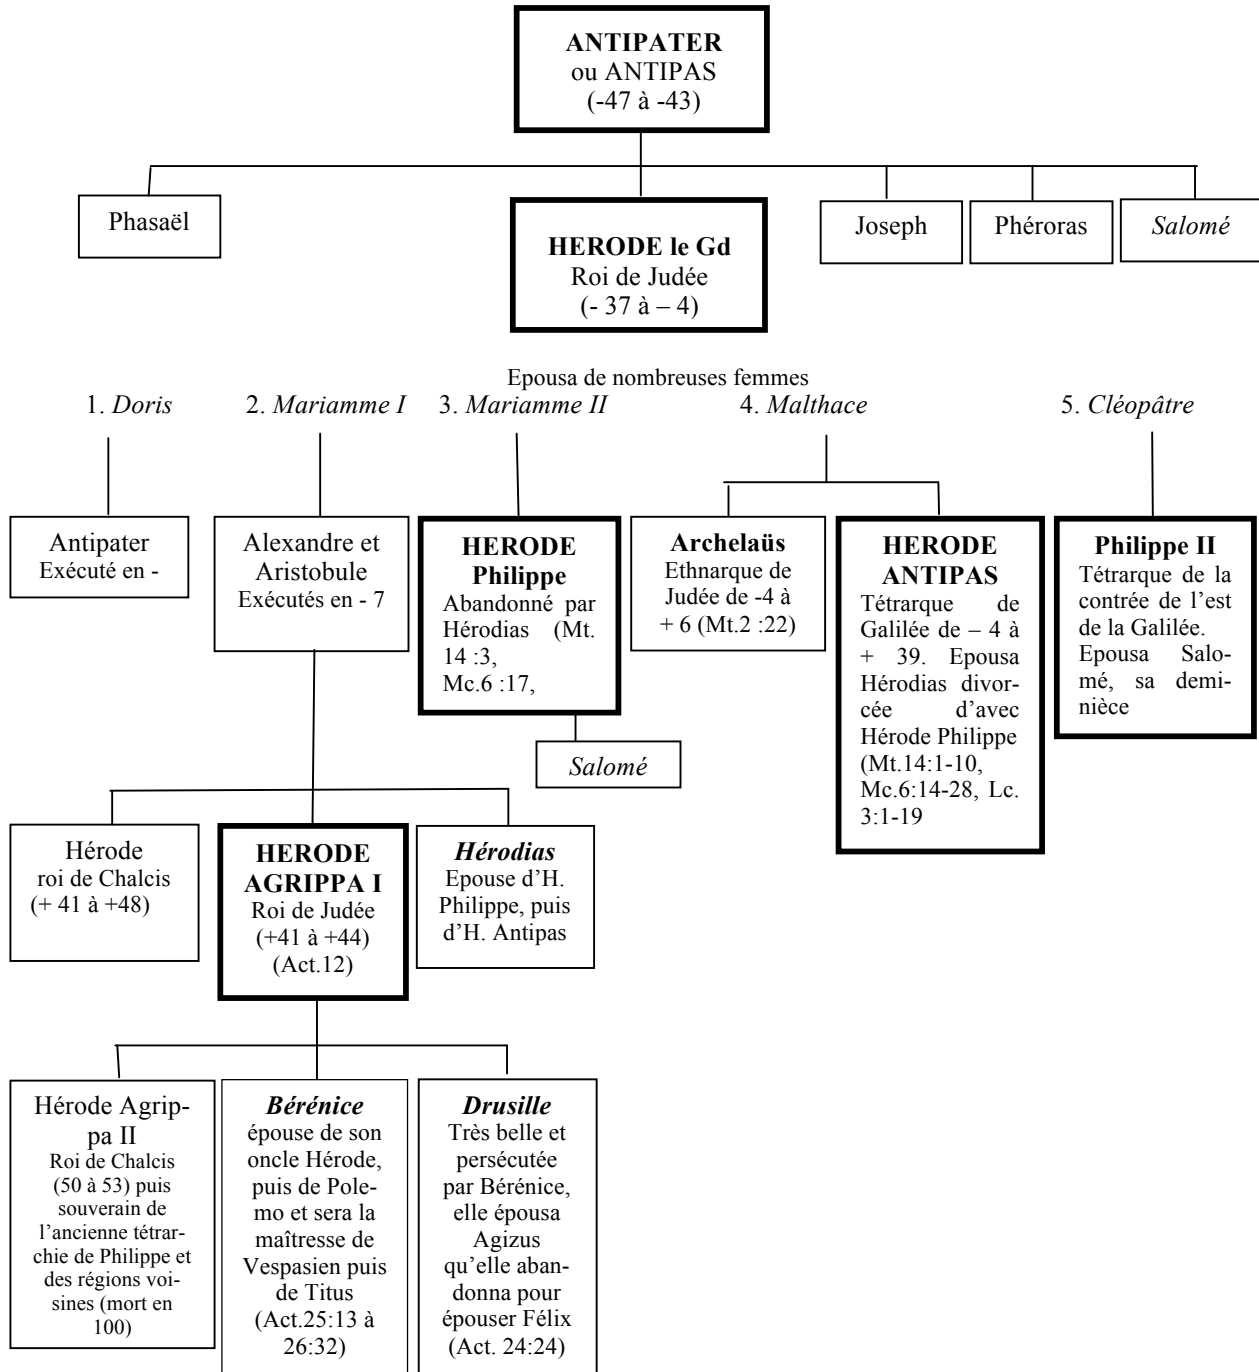 ANTIPATER
ou ANTIPAS
(-47 à -43)
Phasaël
HERODE le Gd
Roi de Judée
(- 37 à – 4)
Joseph
Phéroras
Salomé
Epousa de nombreuses femmes
1. Doris
2. Mariamme I
3. Mariamme II
4. Malthace
5. Cléopâtre
Antipater
Exécuté en -
Alexandre et
Aristobule
Exécutés en - 7
HERODE
Philippe
Abandonné par
Hérodias (Mt.
14 :3,
Mc.6 :17,
Archelaüs
Ethnarque de
Judée de -4 à
+ 6 (Mt.2 :22)
HERODE
ANTIPAS
Tétrarque de
Galilée de – 4 à
+ 39. Epousa
Hérodias divor-
cée d’avec
Hérode Philippe
(Mt.14:1-10,
Mc.6:14-28, Lc.
3:1-19
Philippe II
Tétrarque de la
contrée de l’est
de la Galilée.
Epousa Salo-
mé, sa demi-
nièce
Salomé
Hérode
roi de Chalcis
(+ 41 à +48)
HERODE
AGRIPPA I
Roi de Judée
(+41 à +44)
(Act.12)
Hérodias
Epouse d’H.
Philippe, puis
d’H. Antipas
Hérode Agrip-
pa II
Roi de Chalcis
(50 à 53) puis
souverain de
l’ancienne tétrar-
chie de Philippe et
des régions voi-
sines (mort en
100)
Bérénice
épouse de son
oncle Hérode,
puis de Pole-
mo et sera la
maîtresse de
Vespasien puis
de Titus
(Act.25:13 à
26:32)
Drusille
Très belle et
persécutée
par Bérénice,
elle épousa
Agizus
qu’elle aban-
donna pour
épouser Félix
(Act. 24:24)